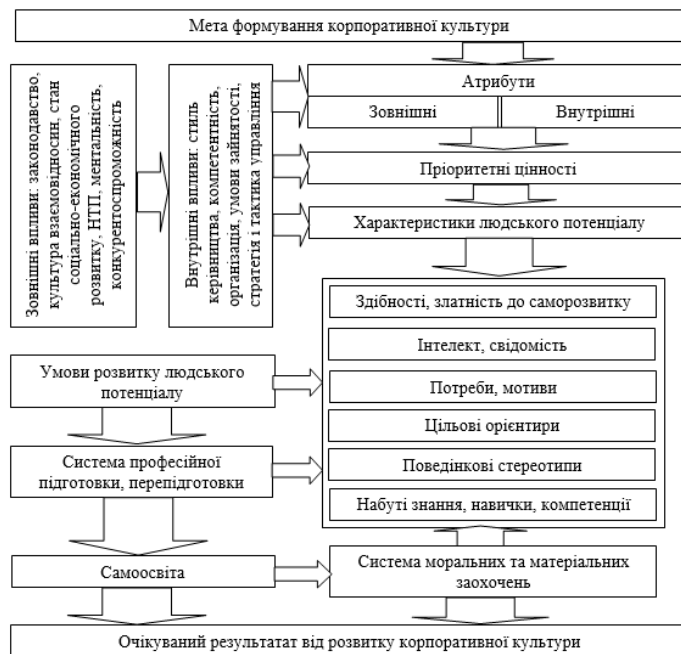 Мета формування корпоративної культури
Зовнішні впливи: законодавство,
культура взаємовідносин, стан
соціально-економічного
розвитку, НТП, ментальність,
конкурентоспроможність
Внутрішні впливи: стиль
керівництва, компетентність,
організація, умови зайнятості,
стратегія і тактика управління
Атрибути
Зовнішні
Внутрішні
Пріоритетні цінності
Характеристики людського потенціалу
Здібності, златність до саморозвитку
Інтелект, свідомість
Потреби, мотиви
Цільові орієнтири
Поведінкові стереотипи
Набуті знання, навички, компетенції
Умови розвитку людського
потенціалу
Система професійної
підготовки, перепідготовки
Самоосвіта
Система моральних та матеріальних
заохочень
Очікуваний результатат від розвитку корпоративної культури